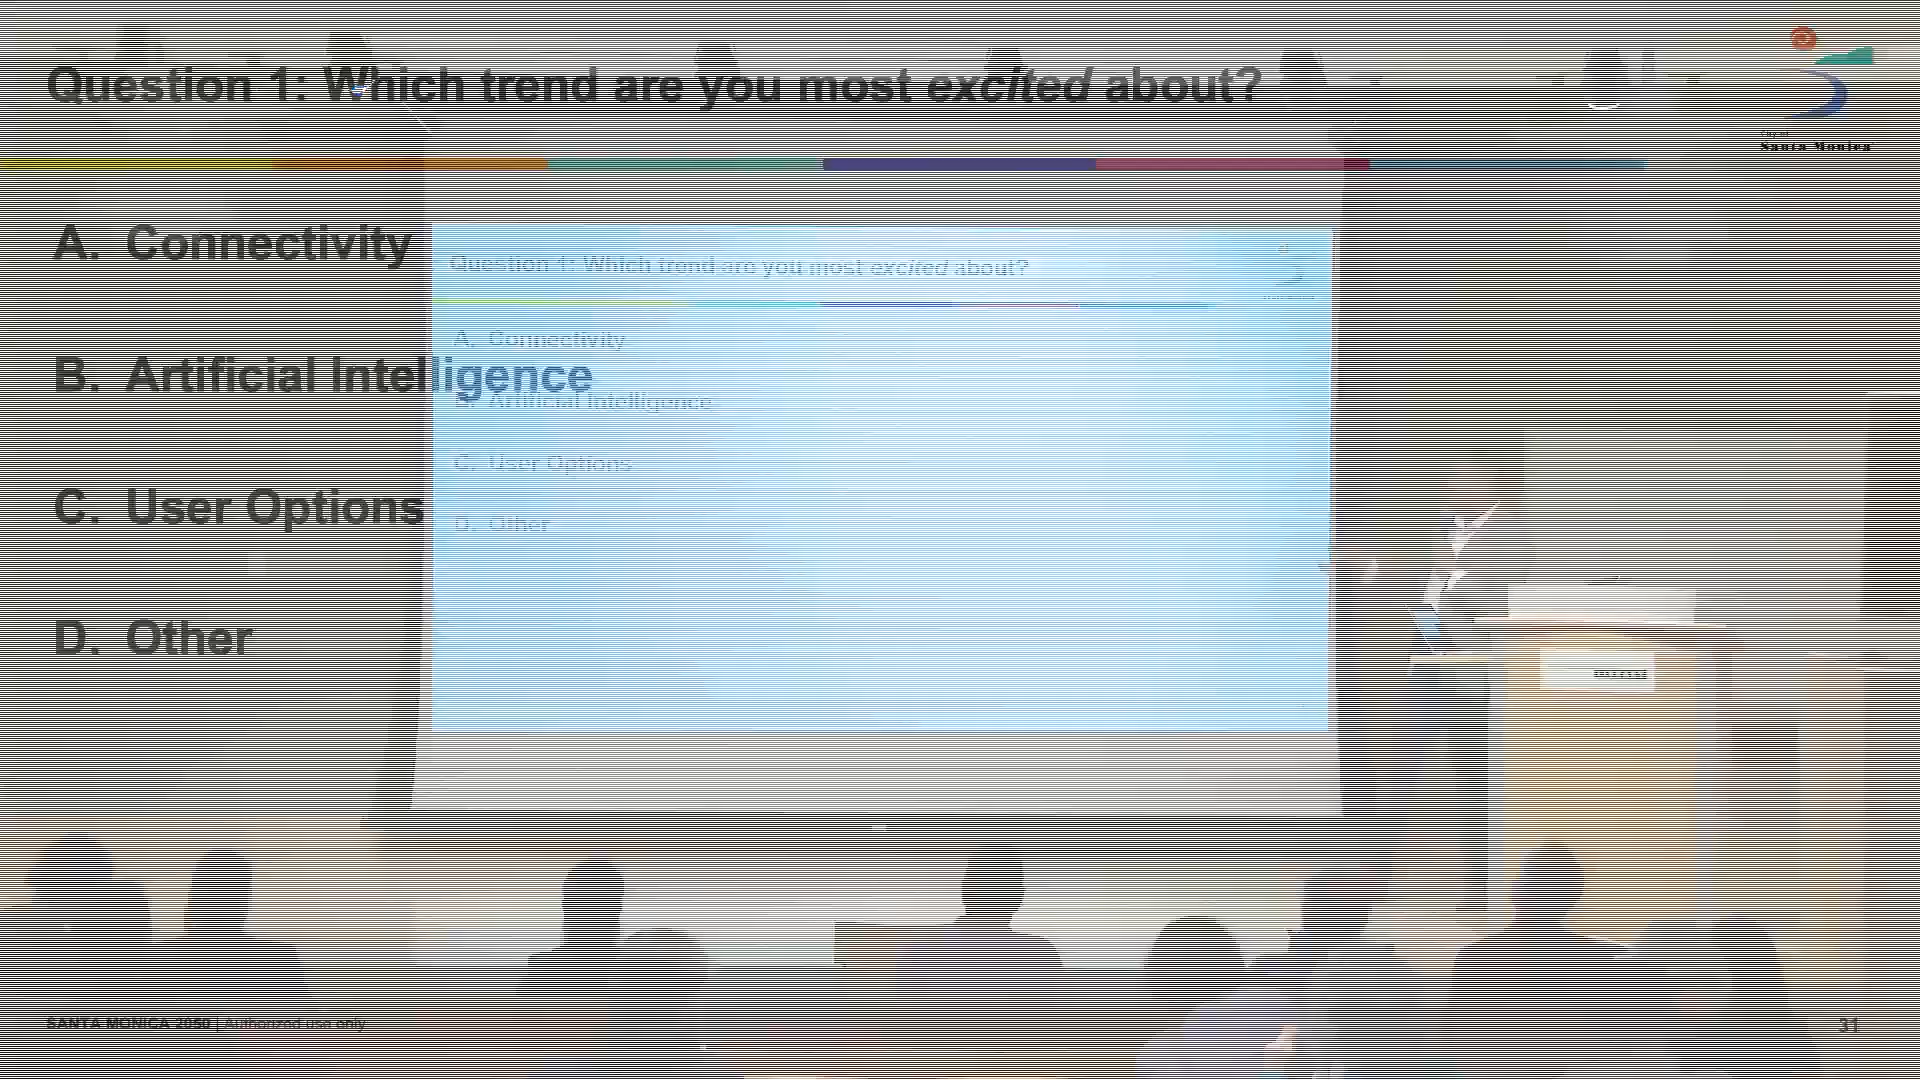 Question 1: Which trend are you most excited about?
City of
Santa Monica
A. Connectivity
B. Artificial Intelligence
C. User Options
D. Other
Question 1: Which trend are you most excited about?
A. Connectivity
B. Artificial Intelligence
C. User Options
D. Other
SANTA MONICA 2050 | Authorized use only
31